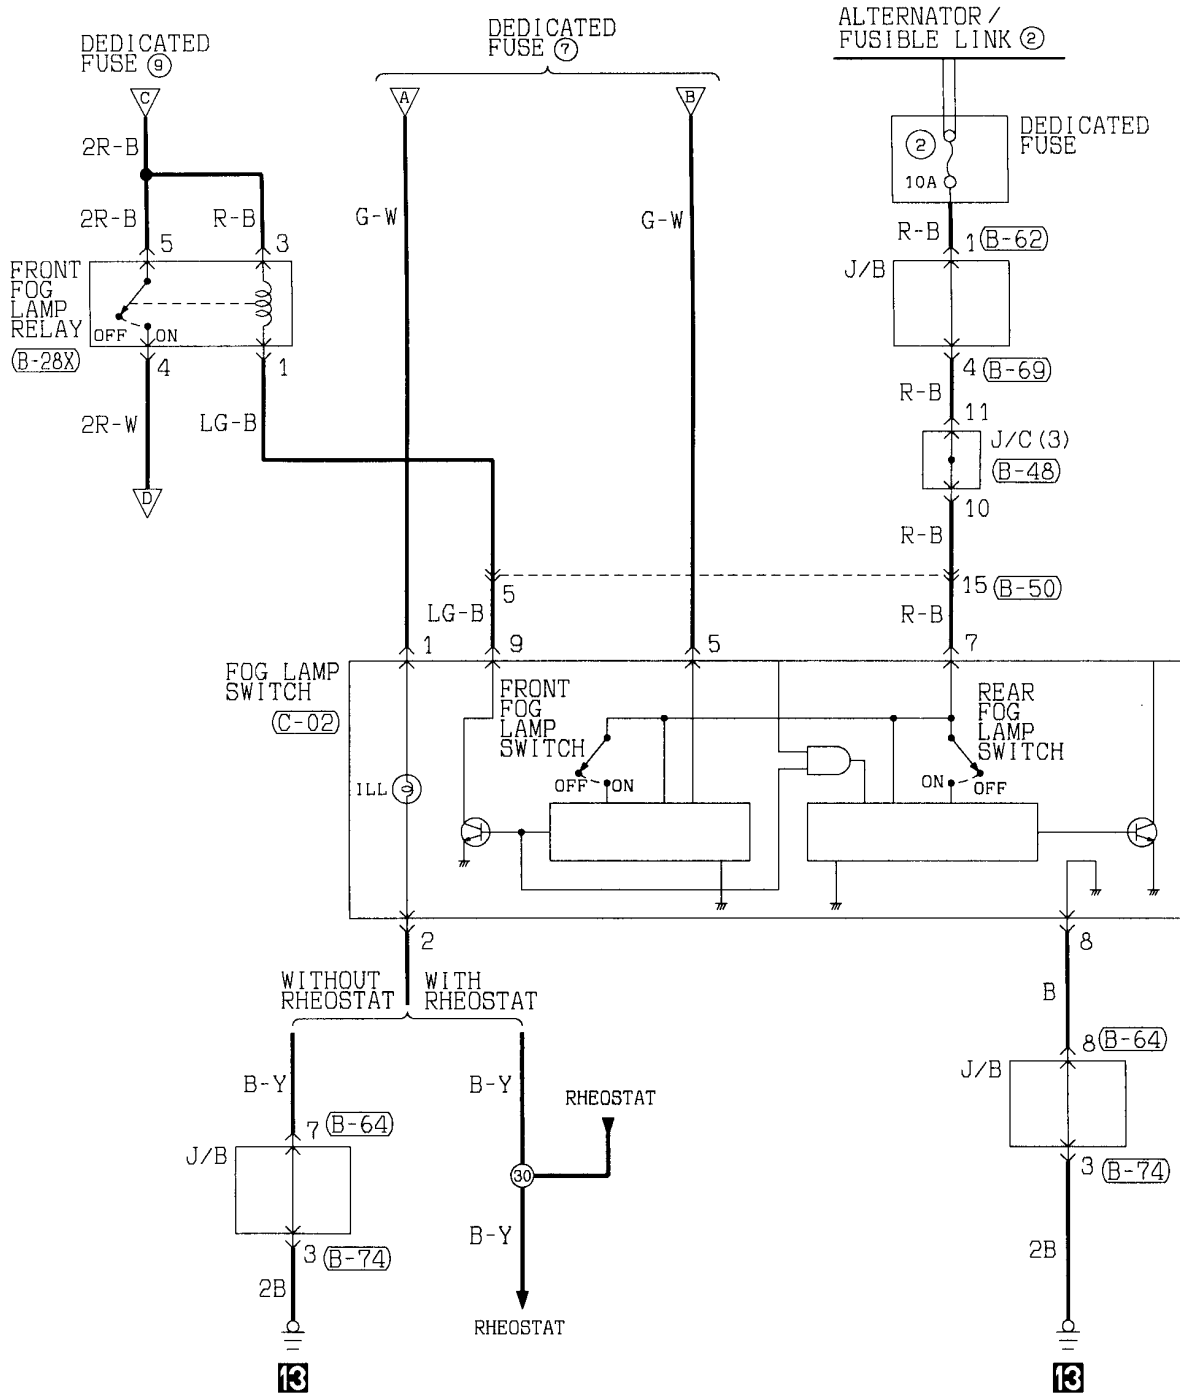 DEDICATED
FUSE ⑨
DEDICATED
FUSE ⑦
ALTERNATOR/
FUSIBLE LINK ②
C
A
B
2R-B
②
10A
DEDICATED
FUSE
2R-B
R-B
G-W
G-W
R-B
5
3
1
B-62
FRONT
FOG
LAMP
RELAY
B-28X
OFF
ON
J/B
4
1
4
B-69
2R-W
LG-B
R-B
11
J/C(3)
B-48
D
10
R-B
5
15
B-50
LG-B
R-B
1
9
5
7
FOG LAMP
SWITCH
C-02
FRONT
FOG
LAMP
SWITCH
REAR
FOG
LAMP
SWITCH
ILL
OFF
ON
ON
OFF
2
8
WITHOUT
RHEOSTAT
WITH
RHEOSTAT
B
8
B-64
B-Y
B-Y
RHEOSTAT
J/B
7
B-64
J/B
30
3
B-74
B-Y
3
B-74
2B
2B
RHEOSTAT
13
13